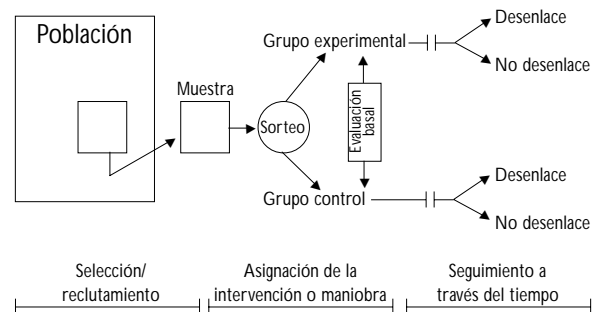 Población
Muestra
Sorteo
Grupo experimental
Evaluación
basal
Grupo control
Desenlace
No desenlace
Desenlace
No desenlace
Selección/
reclutamiento
Asignación de la
intervención o maniobra
Seguimiento a
través del tiempo